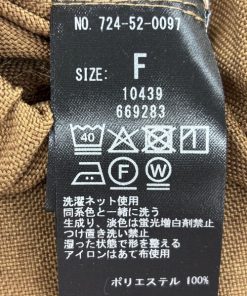 NO. 724-52-0097
SIZE: F
10439
669283
40
F W
洗濯ネット使用
同系色と一緒に洗う
生成り、淡色は蛍光増白剤禁止
つけ置き洗い禁止
湿った状態で形を整える
アイロンはあて布使用
ポリエステル 100%